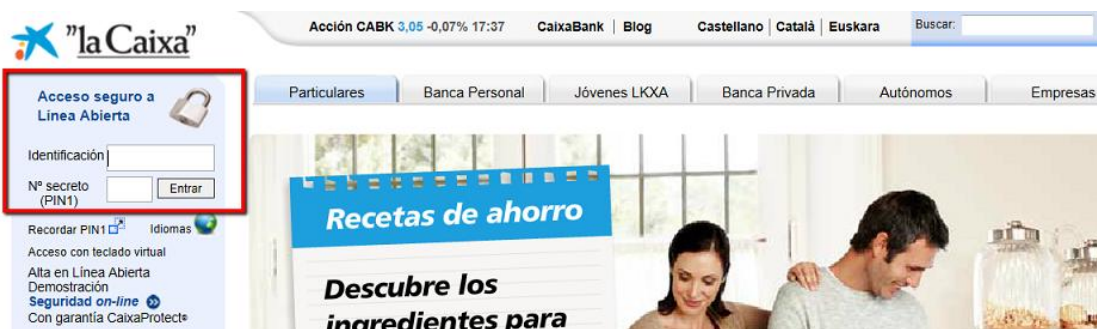 "la Caixa"
Acción CABK 3,05 -0,07% 17:37 CaixaBank | Blog Castellano | Català | Euskara Buscar:
Particulares Banca Personal Jóvenes LKXA Banca Privada Autónomos Empresas
Acceso seguro a
Línea Abierta
Identificación
Nº secreto
(PIN1)
Entrar
Recordar PIN1 Idiomas
Acceso con teclado virtual
Alta en Línea Abierta
Demostración
Seguridad on-line
Con garantía CaixaProtect®
Recetas de ahorro
Descubre los
ingredientes para